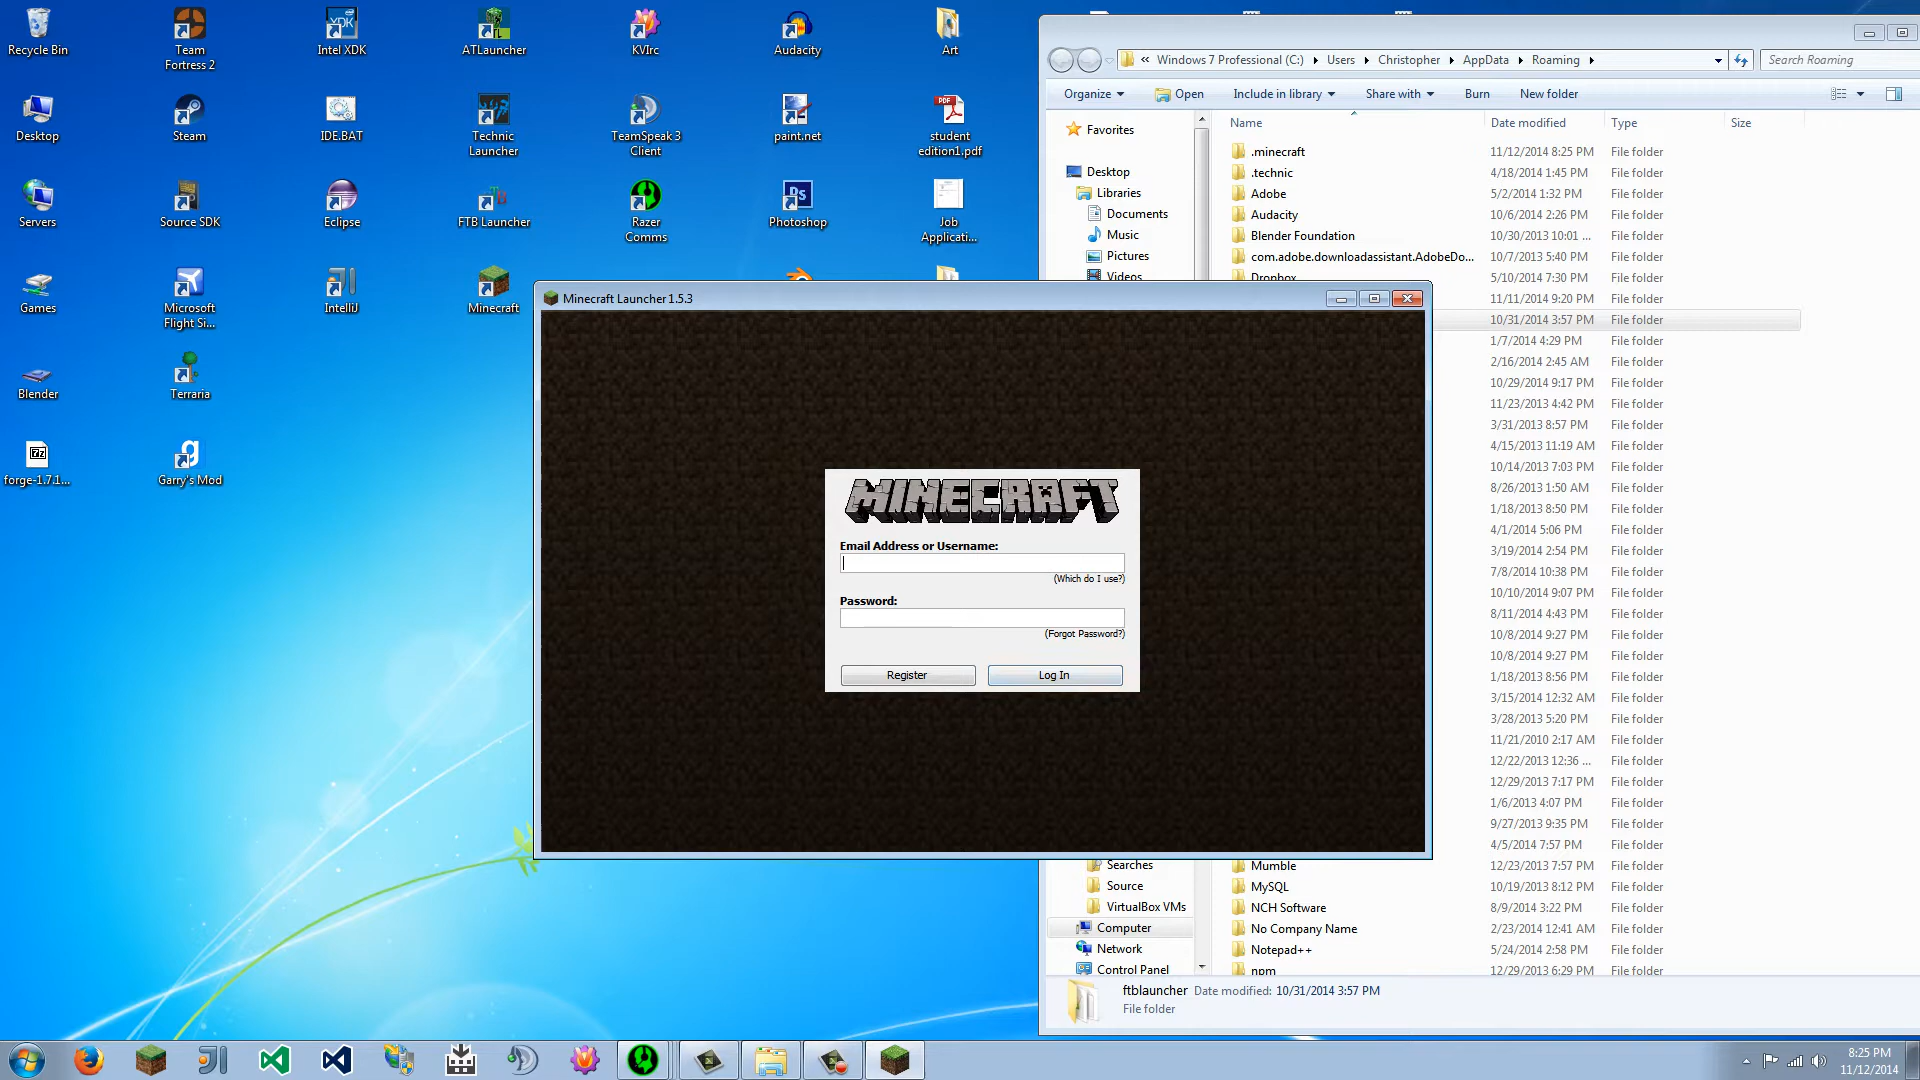 Recycle Bin
Team
Fortress 2
Intel XDK
ATLauncher
KVIrc
Audacity
Art
Desktop
Steam
IDE.BAT
Technic
Launcher
TeamSpeak 3
Client
paint.net
student
edition1.pdf
Servers
Source SDK
Eclipse
FTB Launcher
Razer
Comms
Photoshop
Job
Applicati...
Games
Microsoft
Flight Si...
IntelliJ
Minecraft
Blender
Terraria
forge-1.7.1...
Garry's Mod
« Windows 7 Professional (C:) Users Christopher AppData Roaming
Search Roaming
Organize Open Include in library Share with Burn New folder
Name Date modified Type Size
Favorites
Desktop
Libraries
Documents
Music
Pictures
Videos
.minecraft 11/12/2014 8:25 PM File folder
.technic 4/18/2014 1:45 PM File folder
Adobe 5/2/2014 1:32 PM File folder
Audacity 10/6/2014 2:26 PM File folder
Blender Foundation 10/30/2013 10:01 ... File folder
com.adobe.downloadassistant.AdobeDo... 10/7/2013 5:40 PM File folder
Dropbox 5/10/2014 7:30 PM File folder
11/11/2014 9:20 PM File folder
10/31/2014 3:57 PM File folder
1/7/2014 4:29 PM File folder
2/16/2014 2:45 AM File folder
10/29/2014 9:17 PM File folder
11/23/2013 4:42 PM File folder
3/31/2013 8:57 PM File folder
4/15/2013 11:19 AM File folder
10/14/2013 7:03 PM File folder
8/26/2013 1:50 AM File folder
1/18/2013 8:50 PM File folder
4/1/2014 5:06 PM File folder
3/19/2013 2:54 PM File folder
7/8/2014 10:38 PM File folder
10/10/2014 9:07 PM File folder
8/11/2014 4:43 PM File folder
10/8/2014 9:27 PM File folder
10/8/2014 9:27 PM File folder
1/18/2013 8:56 PM File folder
3/15/2014 12:32 AM File folder
3/28/2013 5:20 PM File folder
11/21/2010 2:17 AM File folder
12/22/2013 12:36 ... File folder
12/29/2013 7:17 PM File folder
1/6/2013 4:07 PM File folder
9/27/2013 9:35 PM File folder
4/5/2014 7:57 PM File folder
Mumble 12/23/2013 7:57 PM File folder
MySQL 10/19/2013 8:12 PM File folder
NCH Software 8/9/2014 3:22 PM File folder
No Company Name 2/23/2014 12:41 AM File folder
Notepad++ 5/24/2014 2:58 PM File folder
npm 12/29/2013 6:29 PM File folder
Searches
Source
VirtualBox VMs
Computer
Network
Control Panel
ftblauncher Date modified: 10/31/2014 3:57 PM
File folder
Minecraft Launcher 1.5.3
MINECRAFT
Email Address or Username:
(Which do I use?)
Password:
(Forgot Password?)
Register Log In
8:25 PM
11/12/2014